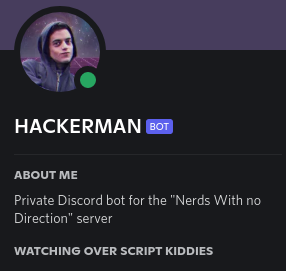 HACKERMAN BOT
ABOUT ME
Private Discord bot for the "Nerds With no
Direction" server
WATCHING OVER SCRIPT KIDDIES